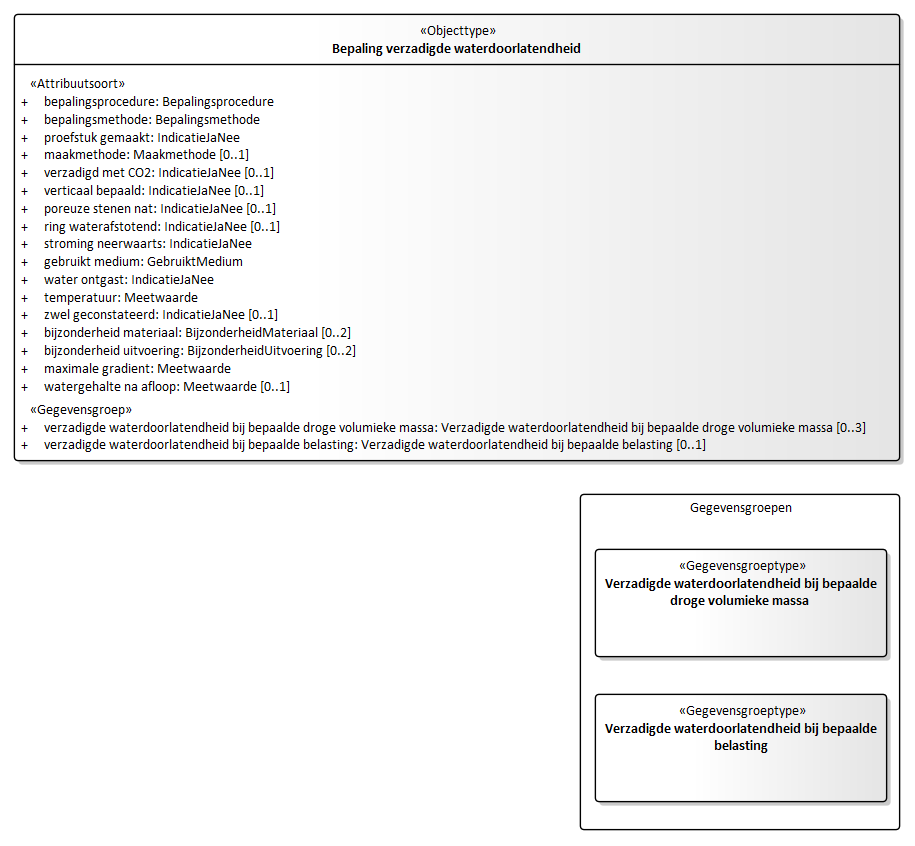 «Objecttype»
Bepaling verzadigde waterdoorlatendheid
«Attribuutsoort»
+ bepalingsprocedure: Bepalingsprocedure
+ bepalingsmethode: Bepalingsmethode
+ proefstuk gemaakt: IndicatieJaNee
+ maakmethode: Maakmethode [0..1]
+ verzadigd met CO2: IndicatieJaNee [0..1]
+ verticaal bepaald: IndicatieJaNee [0..1]
+ poreuze stenen nat: IndicatieJaNee [0..1]
+ ring waterafstotend: IndicatieJaNee [0..1]
+ stroming neerwaarts: IndicatieJaNee
+ gebruikt medium: GebruiktMedium
+ water ontgast: IndicatieJaNee
+ temperatuur: Meetwaarde
+ zwel geconstateerd: IndicatieJaNee [0..1]
+ bijzonderheid materiaal: BijzonderheidMateriaal [0..2]
+ bijzonderheid uitvoering: BijzonderheidUitvoering [0..2]
+ maximale gradient: Meetwaarde
+ watergehalte na afloop: Meetwaarde [0..1]
«Gegevensgroep»
+ verzadigde waterdoorlatendheid bij bepaalde droge volumieke massa: Verzadigde waterdoorlatendheid bij bepaalde droge volumieke massa [0..3]
+ verzadigde waterdoorlatendheid bij bepaalde belasting: Verzadigde waterdoorlatendheid bij bepaalde belasting [0..1]
Gegevensgroepen
«Gegevensgroeptype»
Verzadigde waterdoorlatendheid bij bepaalde
droge volumieke massa
«Gegevensgroeptype»
Verzadigde waterdoorlatendheid bij bepaalde
belasting